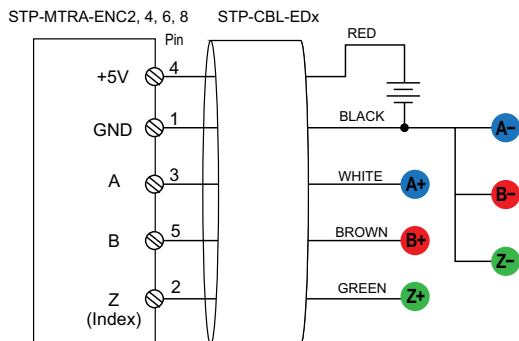 STP-MTRA-ENC2, 4, 6, 8
STP-CBL-EDx
Pin
RED
+5V
4
GND
1
BLACK
A−
A
3
WHITE
A+
B−
B
5
BROWN
B+
Z−
Z
(Index)
2
GREEN
Z+